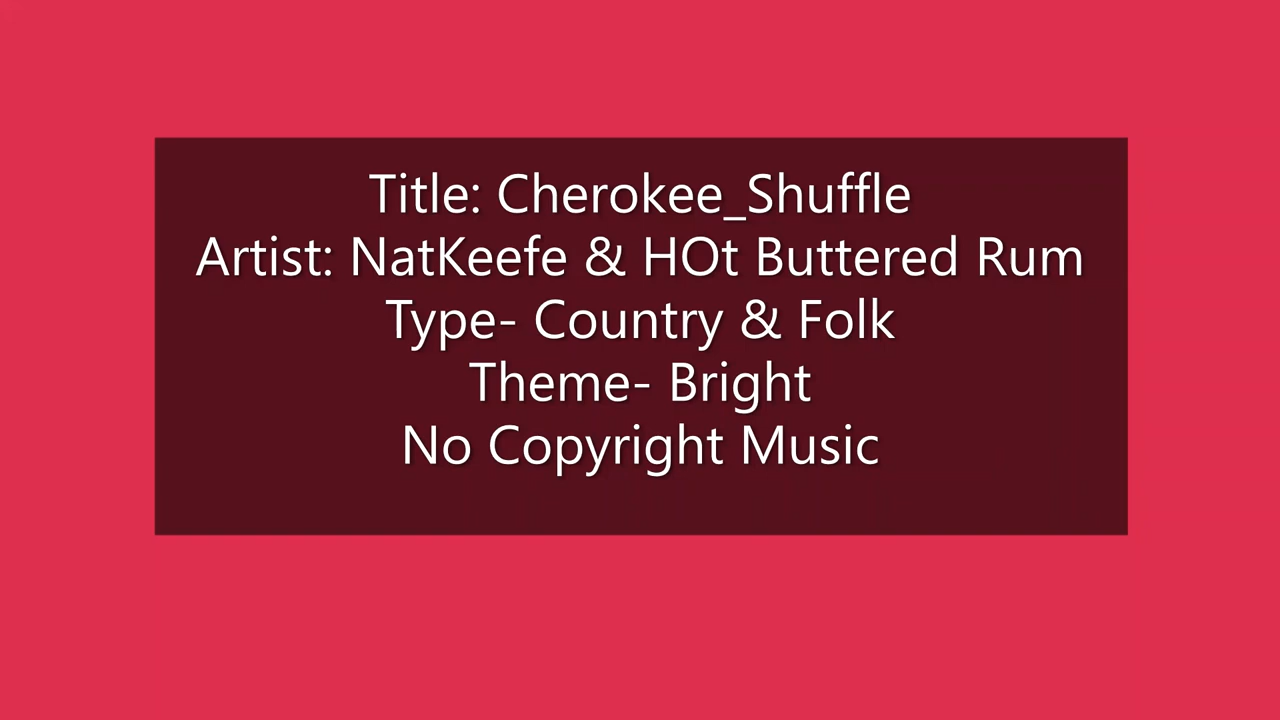 Title: Cherokee_Shuffle
Artist: NatKeefe & HOt Buttered Rum
Type- Country & Folk
Theme- Bright
No Copyright Music